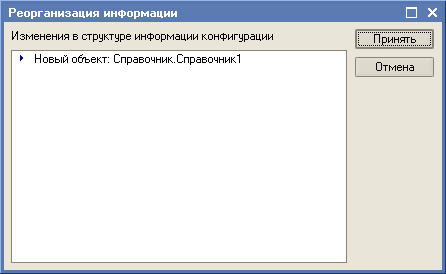 Реорганизация информации
Изменения в структуре информации конфигурации
Принять
Новый объект: Справочник.Справочник1
Отмена